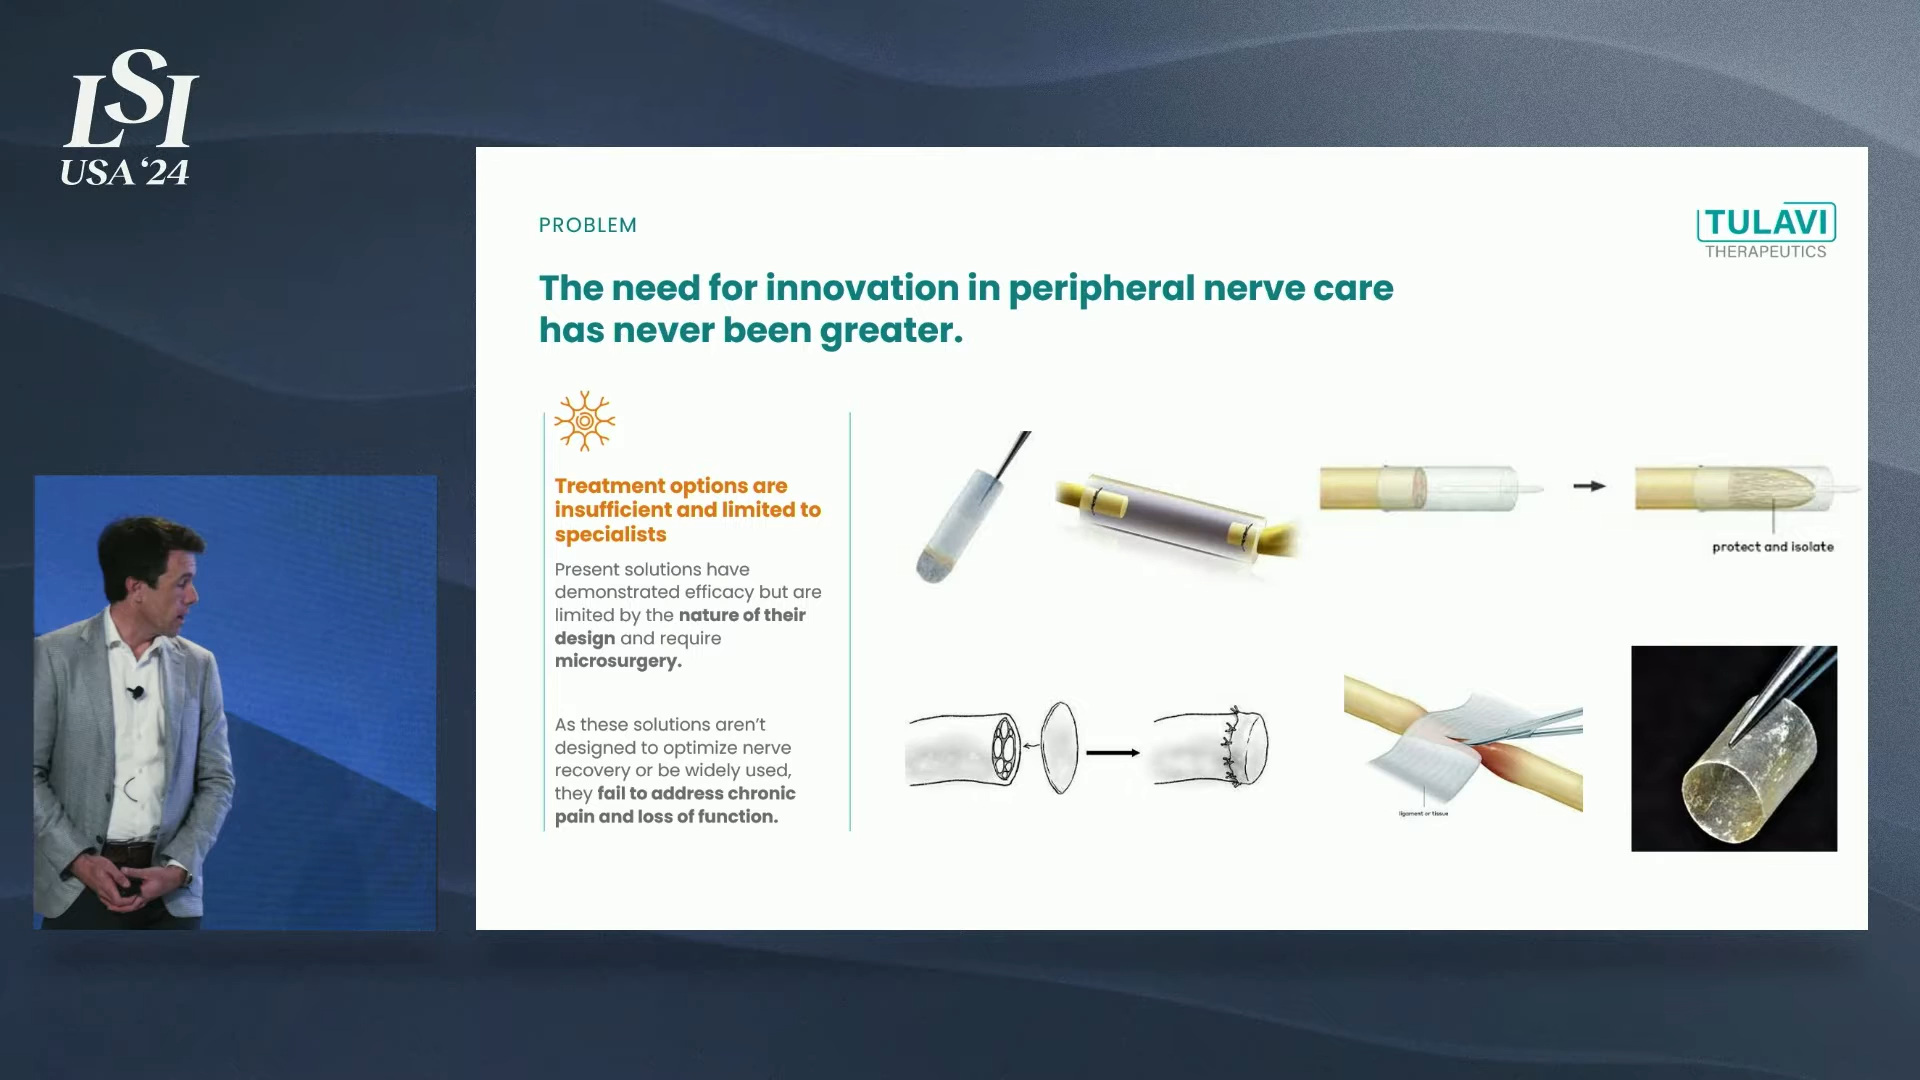 LSI
USA '24
PROBLEM
TULAVI
THERAPEUTICS
The need for innovation in peripheral nerve care
has never been greater.
Treatment options are
insufficient and limited to
specialists
Present solutions have
demonstrated efficacy but are
limited by the nature of their
design and require
microsurgery.
As these solutions aren't
designed to optimize nerve
recovery or be widely used,
they fail to address chronic
pain and loss of function.
protect and isolate
ligament or tissue